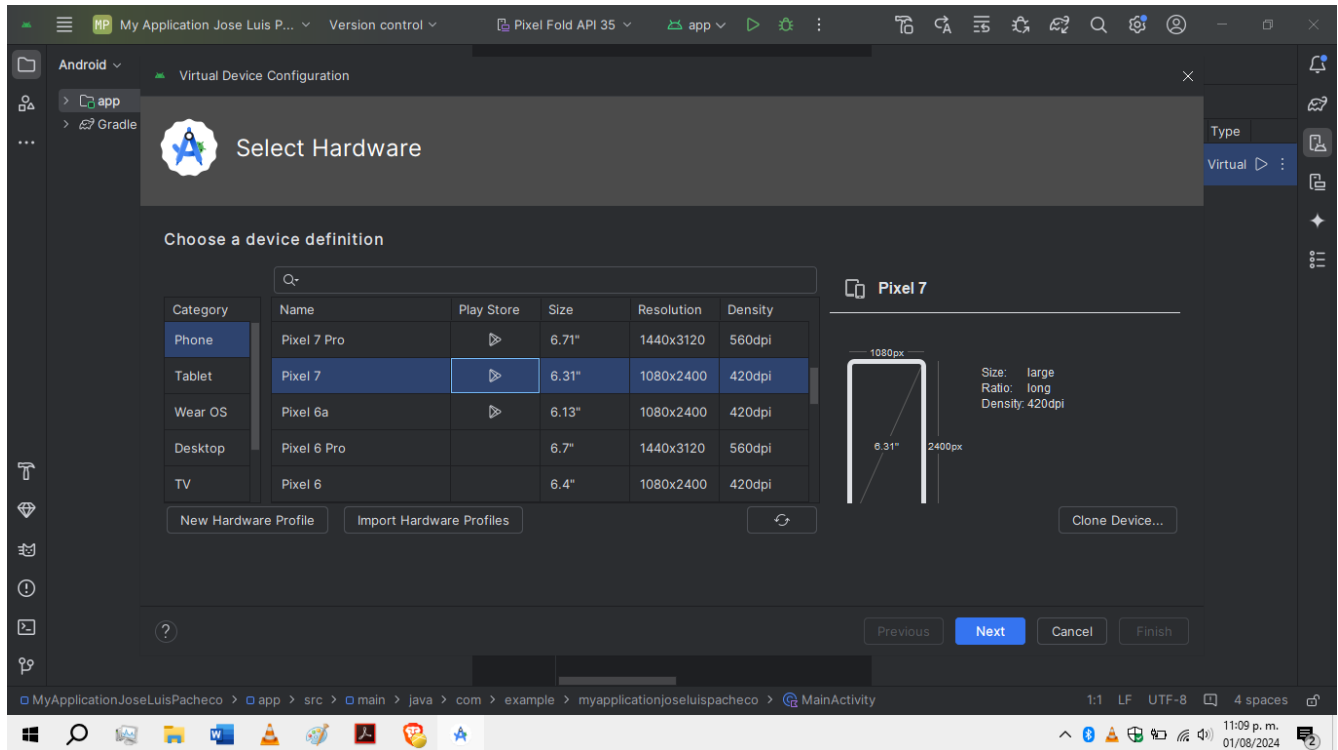 MP My Application Jose Luis P... Version control Pixel Fold API 35 app
Android
Virtual Device Configuration
app
Gradle
Select Hardware
Type
Virtual
Choose a device definition
Pixel 7
Category Name Play Store Size Resolution Density
Phone Pixel 7 Pro 6.71" 1440x3120 560dpi
Tablet Pixel 7 6.31" 1080x2400 420dpi
Wear OS Pixel 6a 6.13" 1080x2400 420dpi
Desktop Pixel 6 Pro 6.7" 1440x3120 560dpi
TV Pixel 6 6.4" 1080x2400 420dpi
1080px
Size: large
Ratio: long
Density: 420dpi
6.31" 2400px
New Hardware Profile Import Hardware Profiles Clone Device...
? Previous Next Cancel Finish
MyApplicationJoseLuisPacheco > app > src > main > java > com > example > myapplicationjoseluispacheco > MainActivity 1:1 LF UTF-8 4 spaces
11:09 p. m.
01/08/2024
2